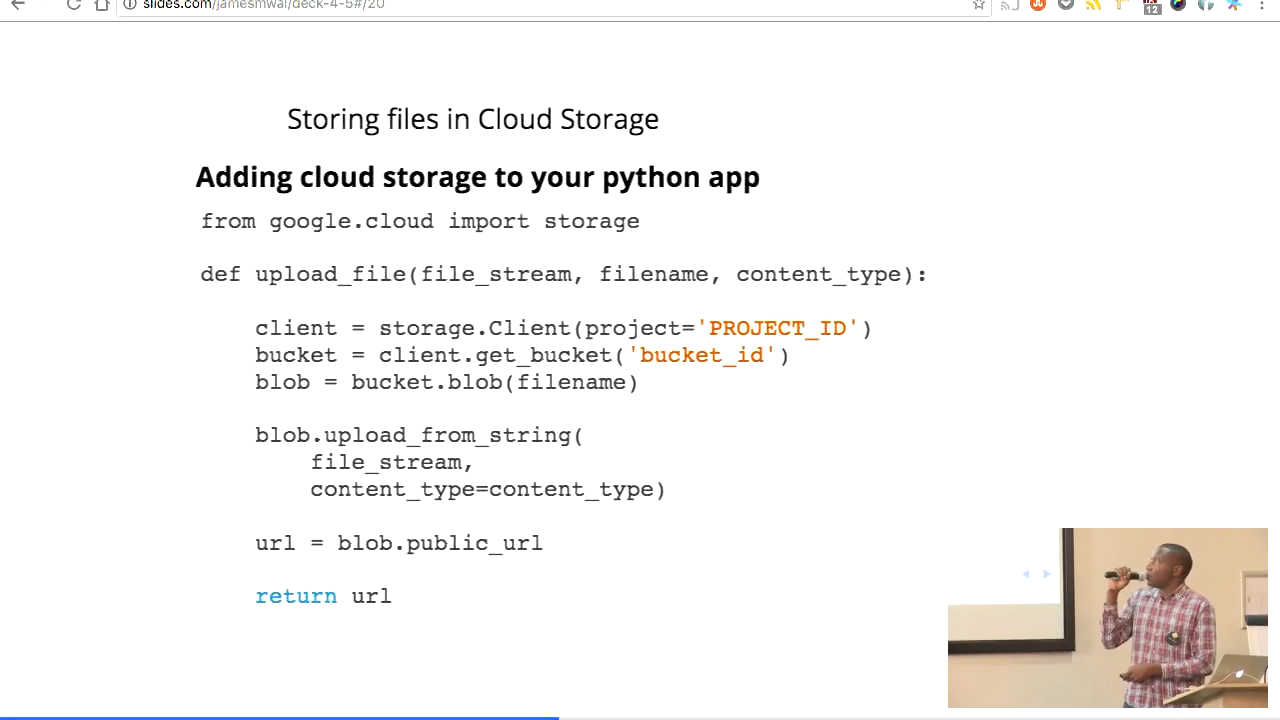 slides.com/jamesmwai/deck-4-5#/20
12
Storing files in Cloud Storage
Adding cloud storage to your python app
from google.cloud import storage
def upload_file(file_stream, filename, content_type):
client = storage.Client(project='PROJECT_ID')
bucket = client.get_bucket('bucket_id')
blob = bucket.blob(filename)
blob.upload_from_string(
file_stream,
content_type=content_type)
url = blob.public_url
return url